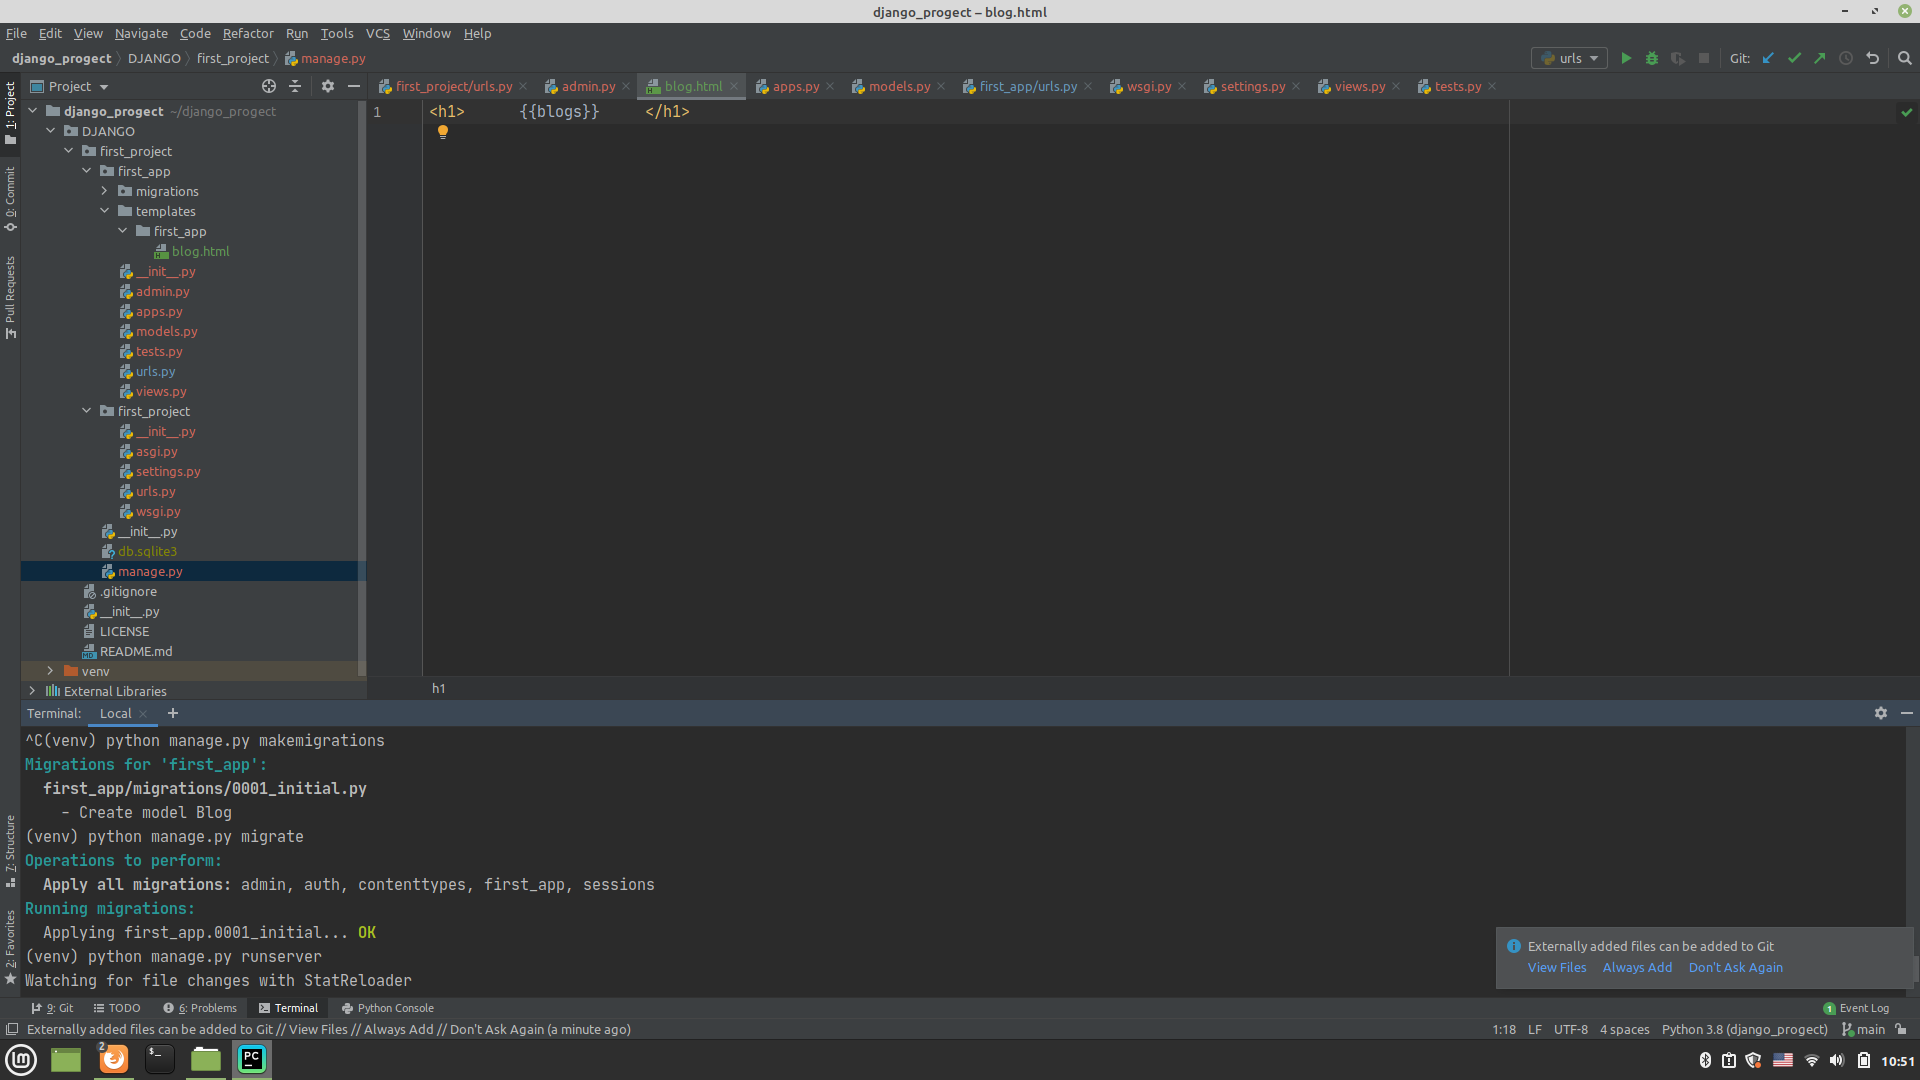 django_progect – blog.html
File Edit View Navigate Code Refactor Run Tools VCS Window Help
django_progect DJANGO first_project manage.py
urls
Git:
Project
first_project/urls.py
admin.py
blog.html
apps.py
models.py
first_app/urls.py
wsgi.py
settings.py
views.py
tests.py
1: Project
0: Commit
Pull Requests
7: Structure
2: Favorites
django_progect ~/django_progect
DJANGO
first_project
first_app
migrations
templates
first_app
blog.html
__init__.py
admin.py
apps.py
models.py
tests.py
urls.py
views.py
first_project
__init__.py
asgi.py
settings.py
urls.py
wsgi.py
__init__.py
db.sqlite3
manage.py
.gitignore
__init__.py
LICENSE
README.md
venv
External Libraries
1 <h1> {{blogs}} </h1>
h1
Terminal: Local
^C(venv) python manage.py makemigrations
Migrations for 'first_app':
first_app/migrations/0001_initial.py
- Create model Blog
(venv) python manage.py migrate
Operations to perform:
Apply all migrations: admin, auth, contenttypes, first_app, sessions
Running migrations:
Applying first_app.0001_initial... OK
(venv) python manage.py runserver
Watching for file changes with StatReloader
Externally added files can be added to Git
View Files Always Add Don't Ask Again
9: Git TODO 6: Problems Terminal Python Console
1 Event Log
Externally added files can be added to Git // View Files // Always Add // Don't Ask Again (a minute ago)
1:18 LF UTF-8 4 spaces Python 3.8 (django_progect) main
2
PC
10:51